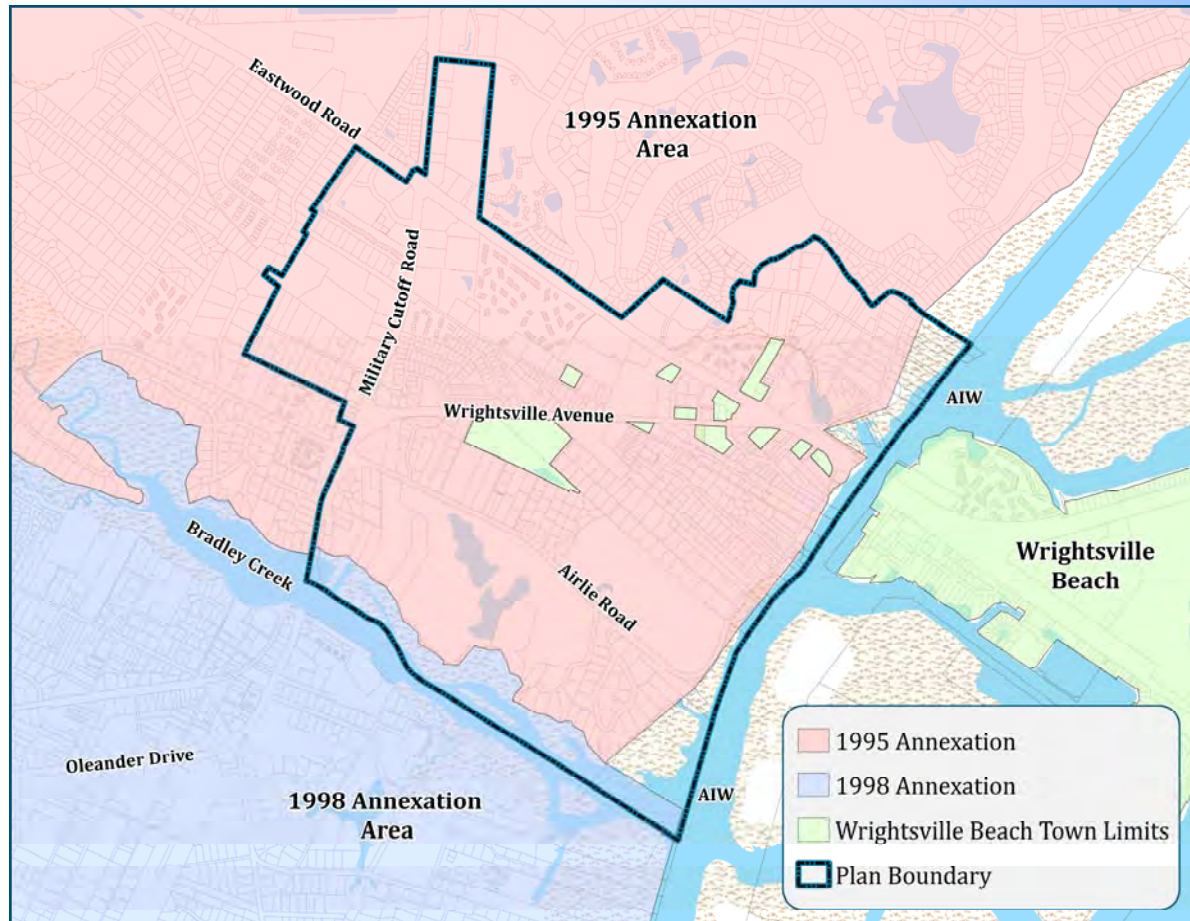 Eastwood Road
1995 Annexation
Area
Military Cutoff Road
Wrightsville Avenue
AIW
Bradley Creek
Airlie Road
Wrightsville
Beach
Oleander Drive
1998 Annexation
Area
AIW
1995 Annexation
1998 Annexation
Wrightsville Beach Town Limits
Plan Boundary